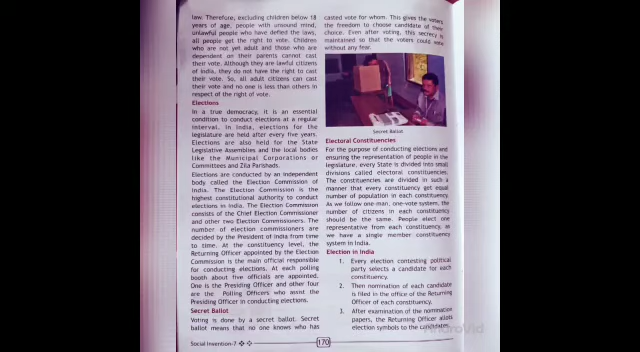 law. Therefore, excluding children below 18
years of age, people with unsound mind,
unlawful people who have defied the laws,
all people get the right to vote. Children
who are not yet adult and those who are
dependent on their parents cannot cast
their vote. Although they are lawful citizens
of India, they do not have the right to cast
their vote. So, all adult citizens can cast
their vote and no one is less than others in
respect of the right of vote.
Elections
In a true democracy, it is an essential
condition to conduct elections at a regular
interval. In India, elections for the
legislature are held after every five years.
Elections are also held for the State
Legislative Assemblies and the local bodies
like the Municipal Corporations or
Committees and Zila Parishads.
Elections are conducted by an independent
body called the Election Commission of
India. The Election Commission is the
highest constitutional authority to conduct
elections in India. The Election Commission
consists of the Chief Election Commissioner
and other two Election Commissioners. The
number of election commissioners are
decided by the President of India from time
to time. At the constituency level, the
Returning Officer appointed by the Election
Commission is the main official responsible
for conducting elections. At each polling
booth about five officials are appointed.
One is the Presiding Officer and other four
are the Polling Officers who assist the
Presiding Officer in conducting elections.
Secret Ballot
Voting is done by a secret ballot. Secret
ballot means that no one knows who has
casted vote for whom. This gives the voters
the freedom to choose candidate of their
choice. Even after voting, this secrecy is
maintained so that the voters could vote
without any fear.
Secret Ballot
Electoral Constituencies
For the purpose of conducting elections and
ensuring the representation of people in the
legislature, every State is divided into small
divisions called electoral constituencies.
The constituencies are divided in such a
manner that every constituency get equal
number of population in each constituency.
As we follow one-man, one-vote system, the
number of citizens in each constituency
should be the same. People elect one
representative from each constituency, as
we have a single member constituency
system in India.
Election in India
1. Every election contesting political
party selects a candidate for each
constituency.
2. Then nomination of each candidate
is filed in the office of the Returning
Officer of each constituency.
3. After examination of the nomination
papers, the Returning Officer allots
election symbols to the candidates.
Social Invention-7
170
AndroVid